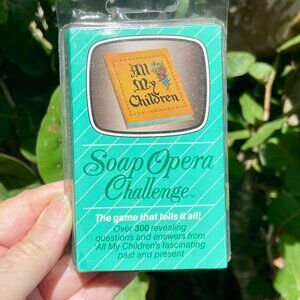 All
My
Children
Soap Opera
Challenge™
The game that tells it all!
Over 300 revealing
questions and answers from
All My Children's fascinating
past and present